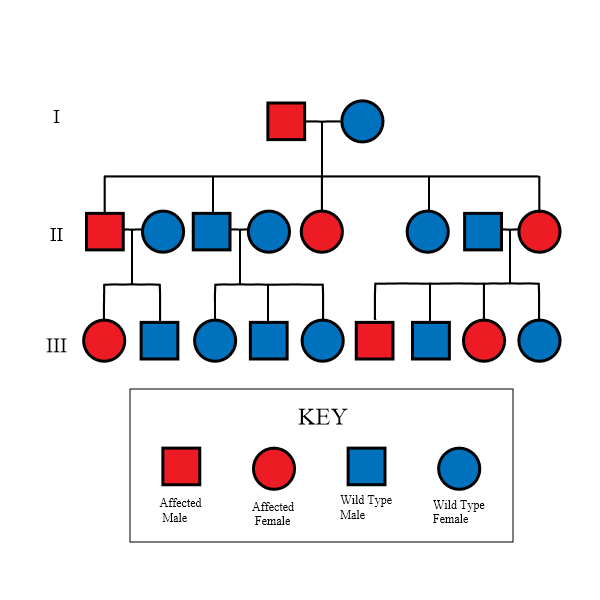 I
II
III
KEY
Affected
Male
Affected
Female
Wild Type
Male
Wild Type
Female